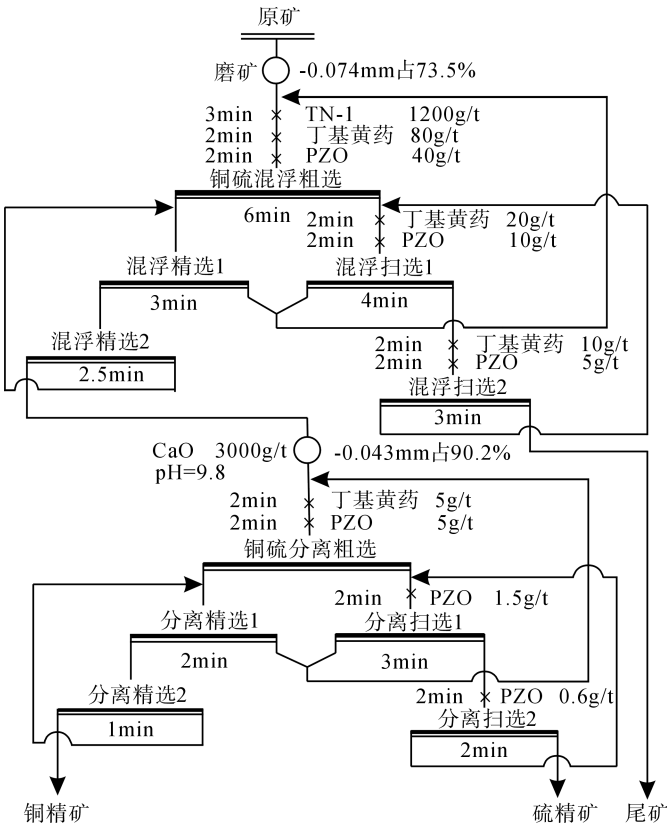 原矿
磨矿 -0.074mm占73.5%
3min TN-1 1200g/t
2min 丁基黄药 80g/t
2min PZO 40g/t
铜硫混浮粗选
6min
2min 丁基黄药 20g/t
2min PZO 10g/t
混浮精选1 混浮扫选1
3min 4min
混浮精选2
2min 丁基黄药 10g/t
2min PZO 5g/t
2.5min
混浮扫选2
3min
CaO 3000g/t -0.043mm占90.2%
pH=9.8
2min 丁基黄药 5g/t
2min PZO 5g/t
铜硫分离粗选
2min PZO 1.5g/t
分离精选1 分离扫选1
2min 3min
分离精选2
2min PZO 0.6g/t
1min
分离扫选2
2min
铜精矿 硫精矿 尾矿